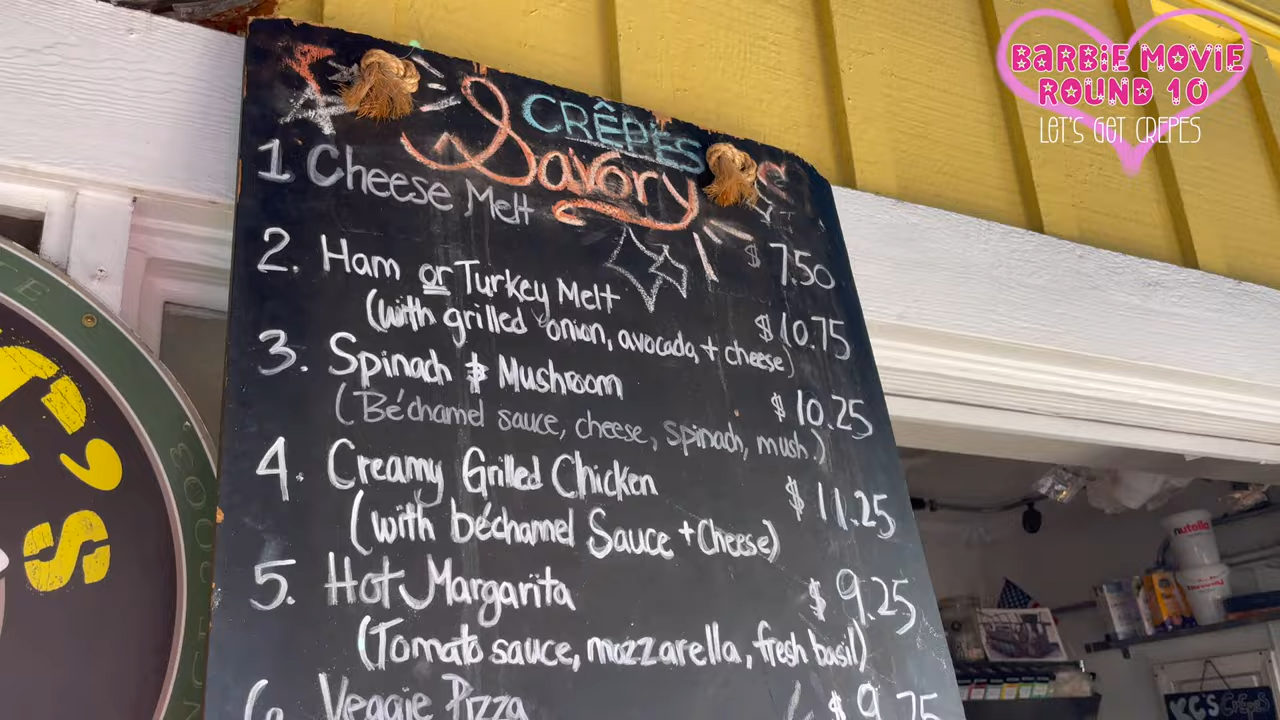 BARBIE MOVIE
ROUND 10
LET'S GET CREPES
CRÊPES
Savory
1 Cheese Melt $7.50
2. Ham or Turkey Melt $10.75
(with grilled onion, avocado, + cheese)
3. Spinach & Mushroom $10.25
(Béchamel sauce, cheese, spinach, mush.)
4. Creamy Grilled Chicken $11.25
(with béchamel Sauce + Cheese)
5. Hot Margarita $9.25
(Tomato sauce, mozzarella, fresh basil)
6 Veggie Pizza $9.75
'S
nutella
KC'S CRÊPES